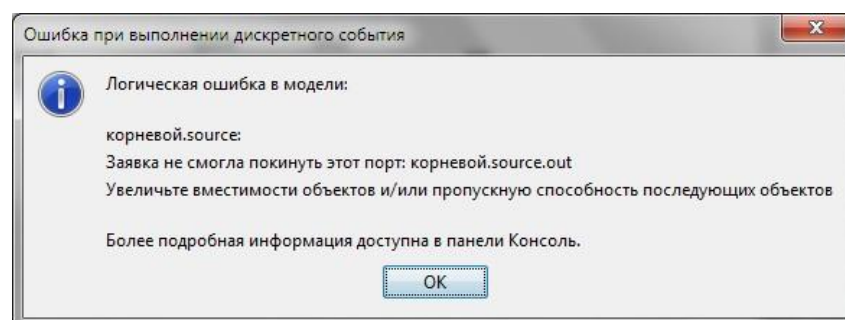 Ошибка при выполнении дискретного события
Логическая ошибка в модели:
корневой.source:
Заявка не смогла покинуть этот порт: корневой.source.out
Увеличьте вместимости объектов и/или пропускную способность последующих объектов
Более подробная информация доступна в панели Консоль.
OK